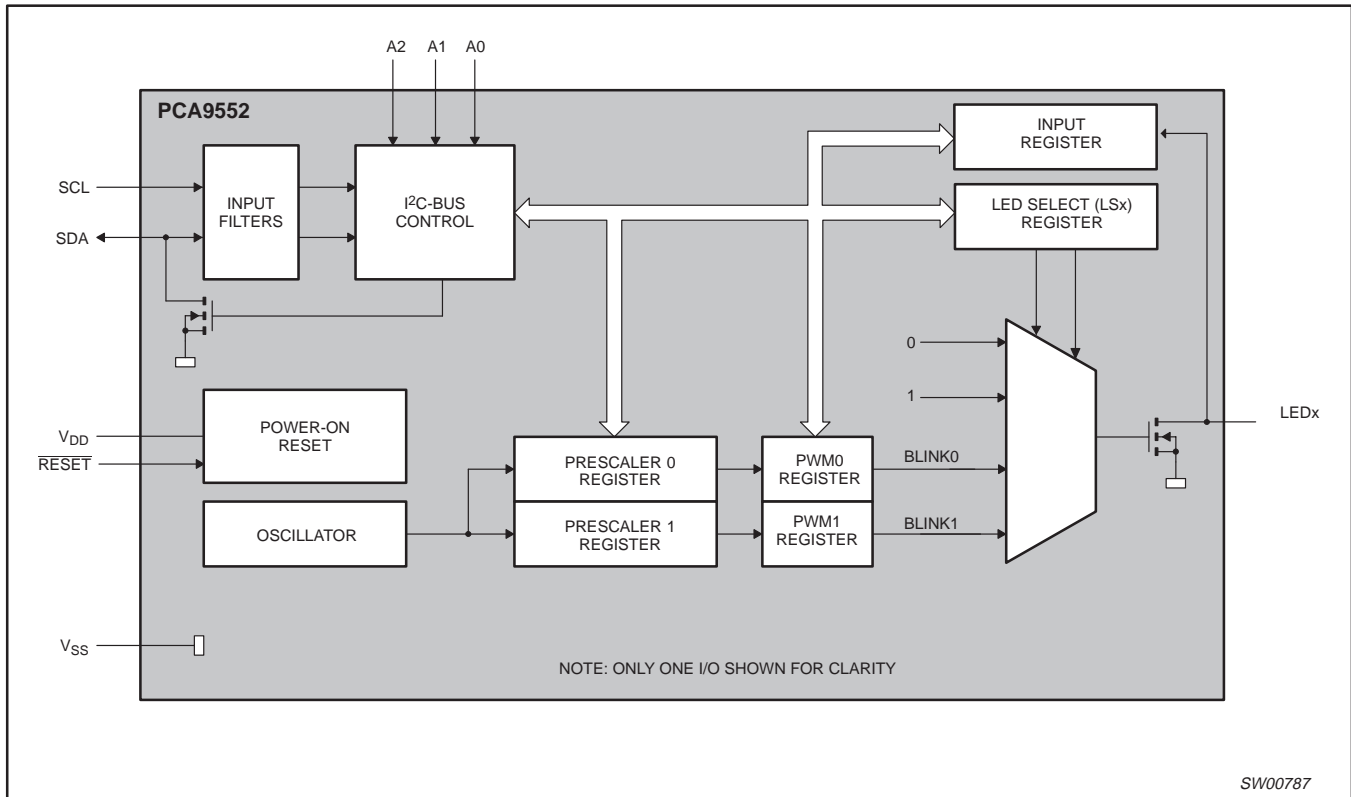 A2 A1 A0
PCA9552
INPUT
REGISTER
SCL
INPUT
FILTERS
I²C-BUS
CONTROL
LED SELECT (LSx)
REGISTER
SDA
0
1
LEDx
VDD
POWER-ON
RESET
RESET
PRESCALER 0
REGISTER
PWM0
REGISTER
BLINK0
OSCILLATOR
PRESCALER 1
REGISTER
PWM1
REGISTER
BLINK1
VSS
NOTE: ONLY ONE I/O SHOWN FOR CLARITY
SW00787